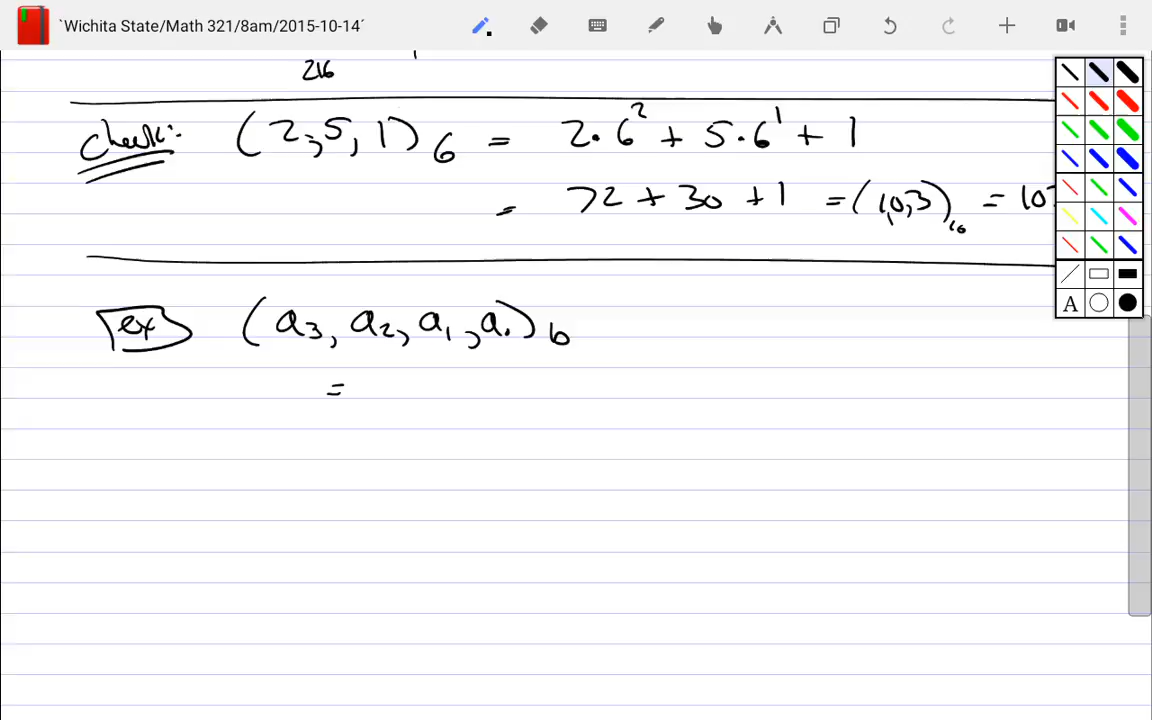 `Wichita State/Math 321/8am/2015-10-14´
216
check: (2,5,1)₆ = 2·6² + 5·6¹ + 1
= 72 + 30 + 1 = (1,0,3)₁₀ = 10
ex (a₃, a₂, a₁, a₀)b
=
A